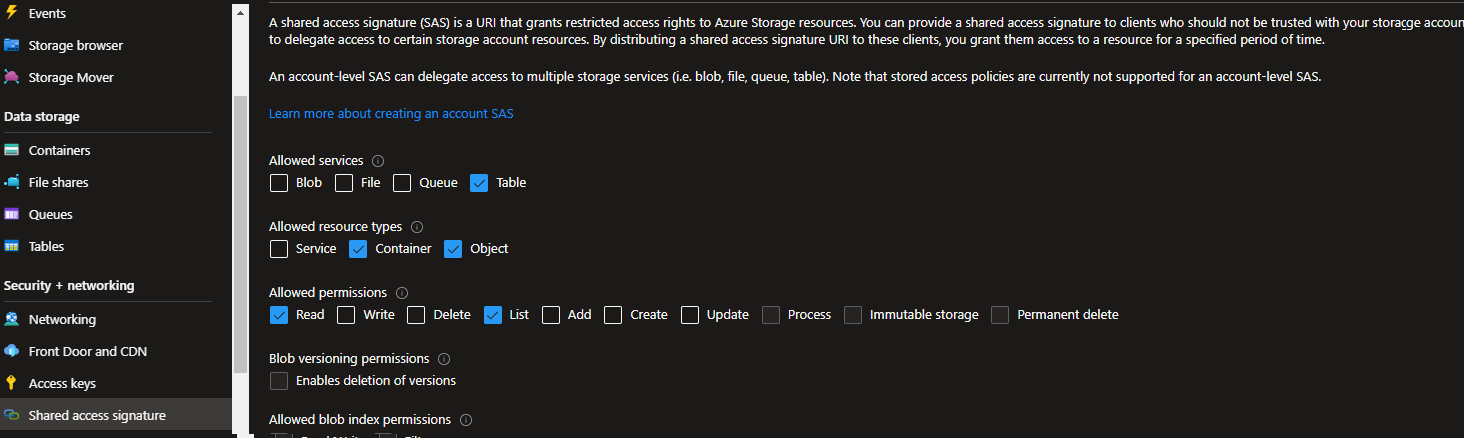 Events
Storage browser
Storage Mover
Data storage
Containers
File shares
Queues
Tables
Security + networking
Networking
Front Door and CDN
Access keys
Shared access signature
A shared access signature (SAS) is a URI that grants restricted access rights to Azure Storage resources. You can provide a shared access signature to clients who should not be trusted with your storacge accoun
to delegate access to certain storage account resources. By distributing a shared access signature URI to these clients, you grant them access to a resource for a specified period of time.
An account-level SAS can delegate access to multiple storage services (i.e. blob, file, queue, table). Note that stored access policies are currently not supported for an account-level SAS.
Learn more about creating an account SAS
Allowed services
Blob File Queue Table
Allowed resource types
Service Container Object
Allowed permissions
Read Write Delete List Add Create Update Process Immutable storage Permanent delete
Blob versioning permissions
Enables deletion of versions
Allowed blob index permissions